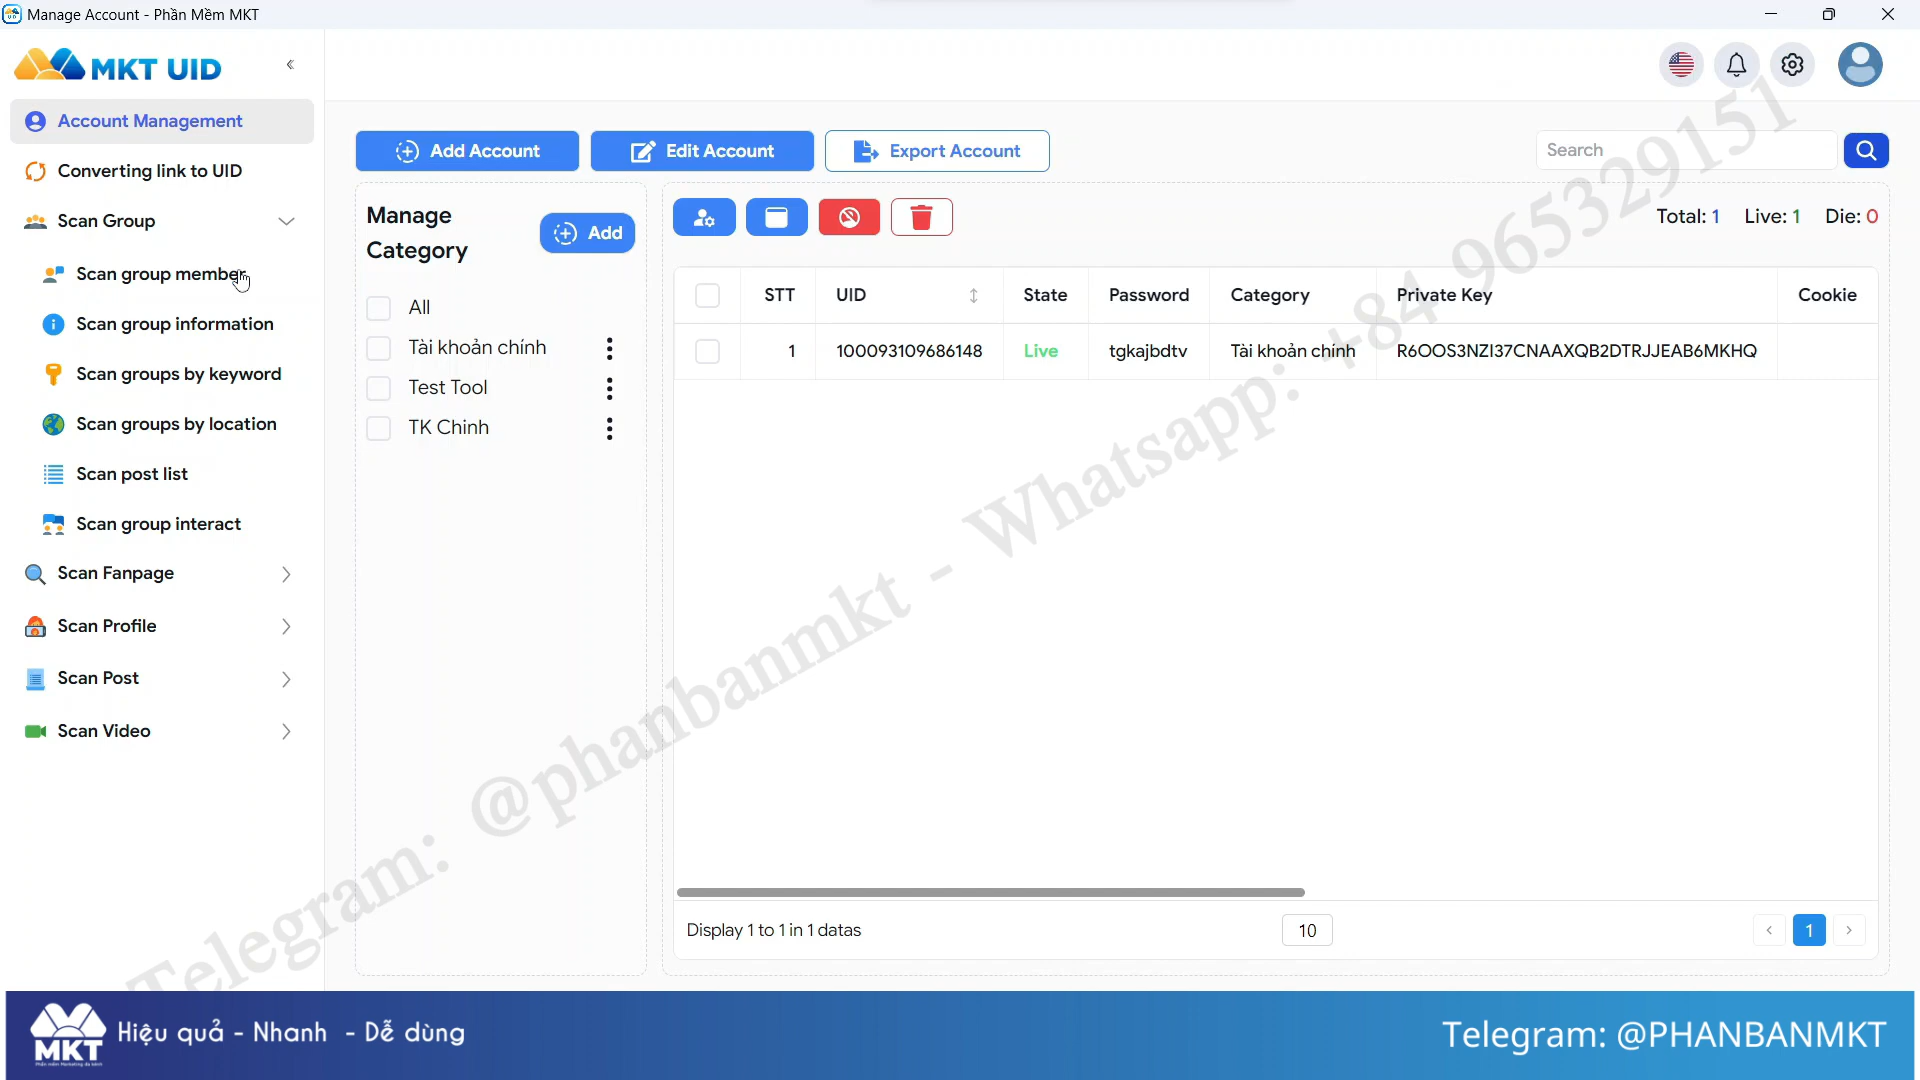 Manage Account - Phần Mềm MKT
MKT UID
Account Management
Converting link to UID
Scan Group
Scan group member
Scan group information
Scan groups by keyword
Scan groups by location
Scan post list
Scan group interact
Scan Fanpage
Scan Profile
Scan Post
Scan Video
Add Account
Edit Account
Export Account
Search
Manage
Category
Add
All
Tài khoản chính
Test Tool
TK Chinh
Total: 1 Live: 1 Die: 0
STT UID State Password Category Private Key Cookie
1 100093109686148 Live tgkajbdtv Tài khoản chính R6OOS3NZI37CNAAXQB2DTRJJEAB6MKHQ
Display 1 to 1 in 1 datas
10
1
Telegram: @phanbanmkt - Whatsapp: +84 965329151
MKT
Hiệu quả - Nhanh - Dễ dùng
Telegram: @PHANBANMKT